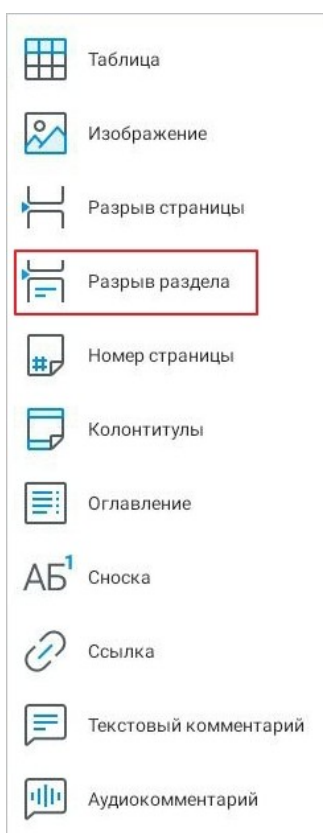 Таблица
Изображение
Разрыв страницы
Разрыв раздела
# Номер страницы
Колонтитулы
Оглавление
АБ¹ Сноска
Ссылка
Текстовый комментарий
Аудиокомментарий